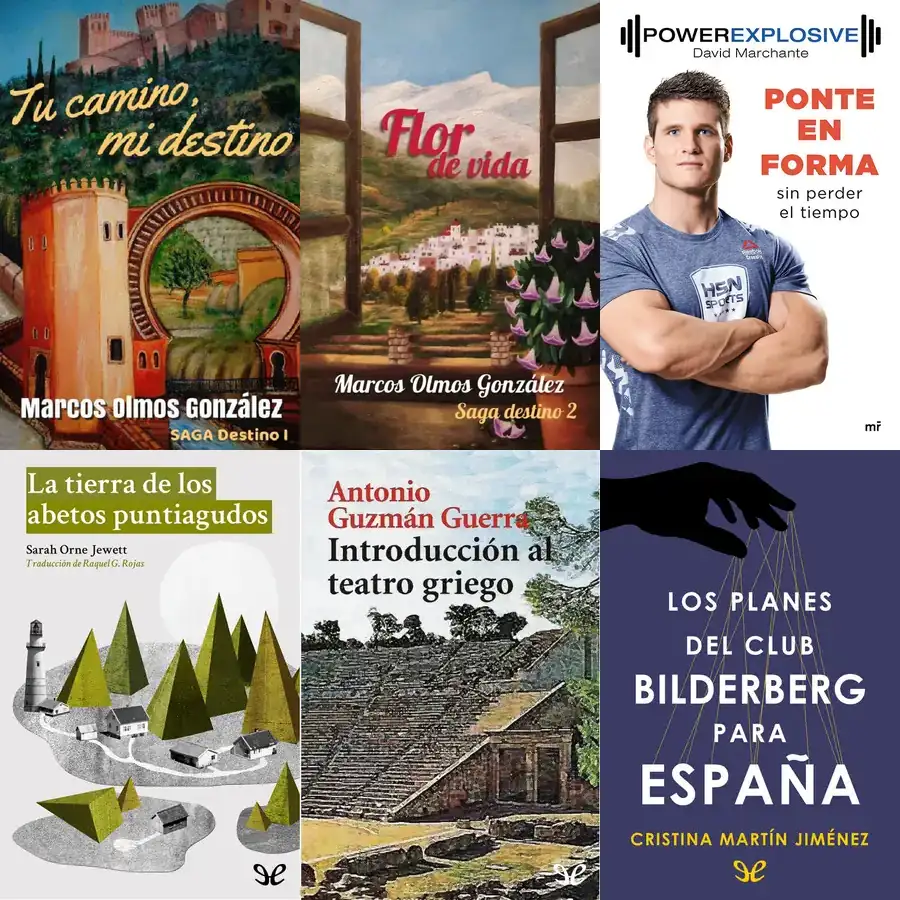 Tu camino,
mi destino
Marcos Olmos González
SAGA Destino I
Flor
de vida
Marcos Olmos González
Saga destino 2
POWEREXPLOSIVE
David Marchante
PONTE
EN
FORMA
sin perder
el tiempo
HSN
SPORTS
mr̃
La tierra de los
abetos puntiagudos
Sarah Orne Jewett
Traducción de Raquel G. Rojas
Antonio
Guzmán Guerra
Introducción al
teatro griego
LOS PLANES
DEL CLUB
BILDERBERG
PARA
ESPAÑA
CRISTINA MARTÍN JIMÉNEZ